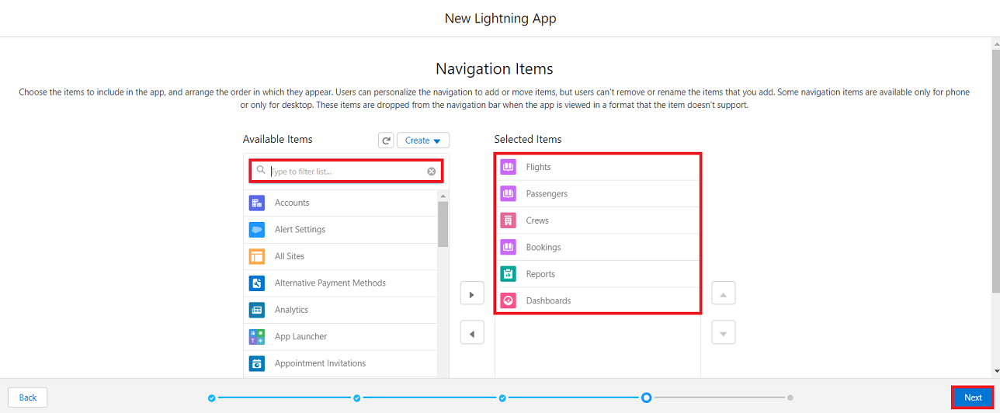 New Lightning App
Navigation Items
Choose the items to include in the app, and arrange the order in which they appear. Users can personalize the navigation to add or move items, but users can't remove or rename the items that you add. Some navigation items are available only for phone
or only for desktop. These items are dropped from the navigation bar when the app is viewed in a format that the item doesn't support.
Available Items
Create
Type to filter list...
Accounts
Alert Settings
All Sites
Alternative Payment Methods
Analytics
App Launcher
Appointment Invitations
Selected Items
Flights
Passengers
Crews
Bookings
Reports
Dashboards
Back
Next